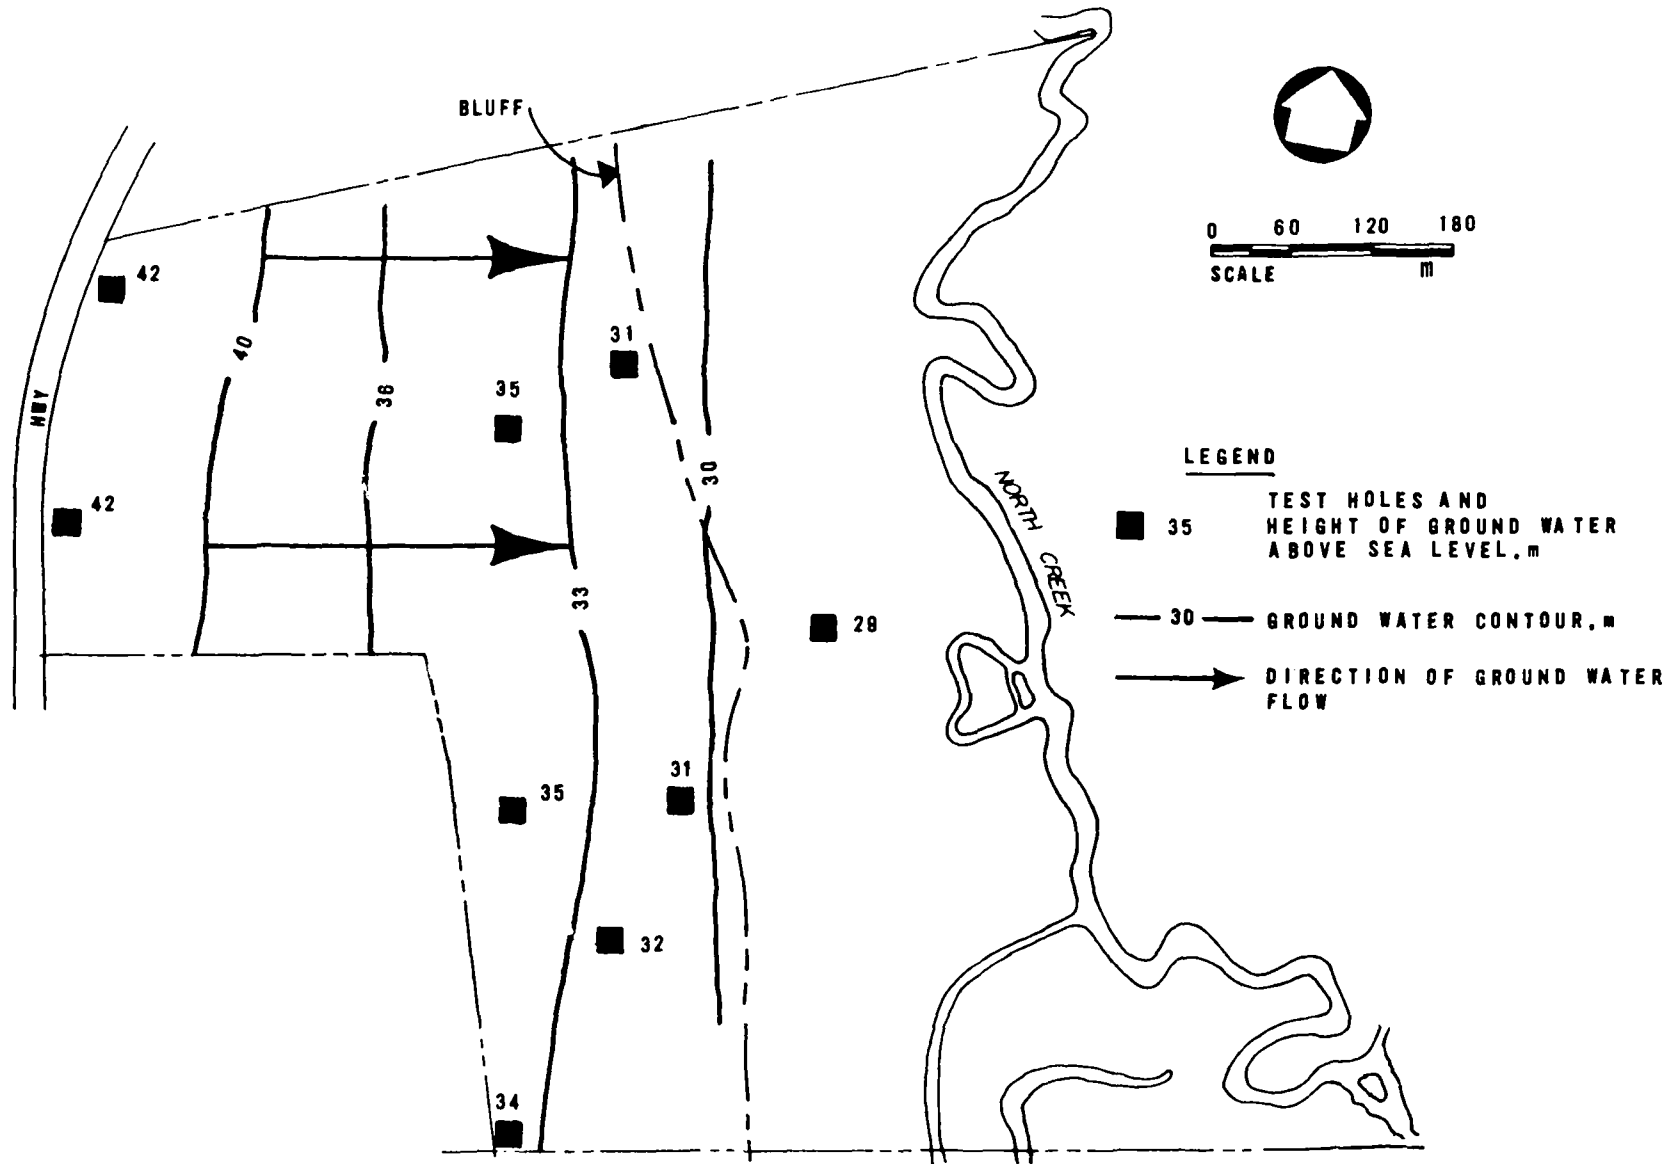 BLUFF
0 60 120 180
SCALE m
42
40
36
31
35
HWY
30
42
33
NORTH CREEK
28
35
31
32
34
LEGEND
35
TEST HOLES AND
HEIGHT OF GROUND WATER
ABOVE SEA LEVEL, m
30
GROUND WATER CONTOUR, m
DIRECTION OF GROUND WATER
FLOW